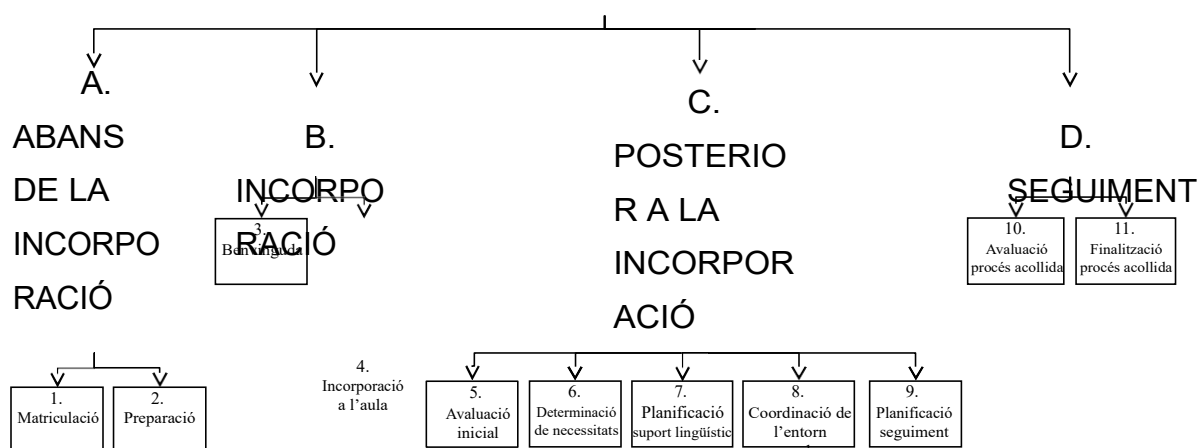 A.
ABANS
DE LA
INCORPO
RACIÓ
B.
INCORPO
RACIÓ
C.
POSTERIO
R A LA
INCORPOR
ACIÓ
D.
SEGUIMENT
1.
Matriculació
2.
Preparació
3.
Benvinguda
4.
Incorporació
a l’aula
5.
Avaluació
inicial
6.
Determinació
de necessitats
7.
Planificació
suport lingüístic
8.
Coordinació de
l’entorn
9.
Planificació
seguiment
10.
Avaluació
procés acollida
11.
Finalització
procés acollida